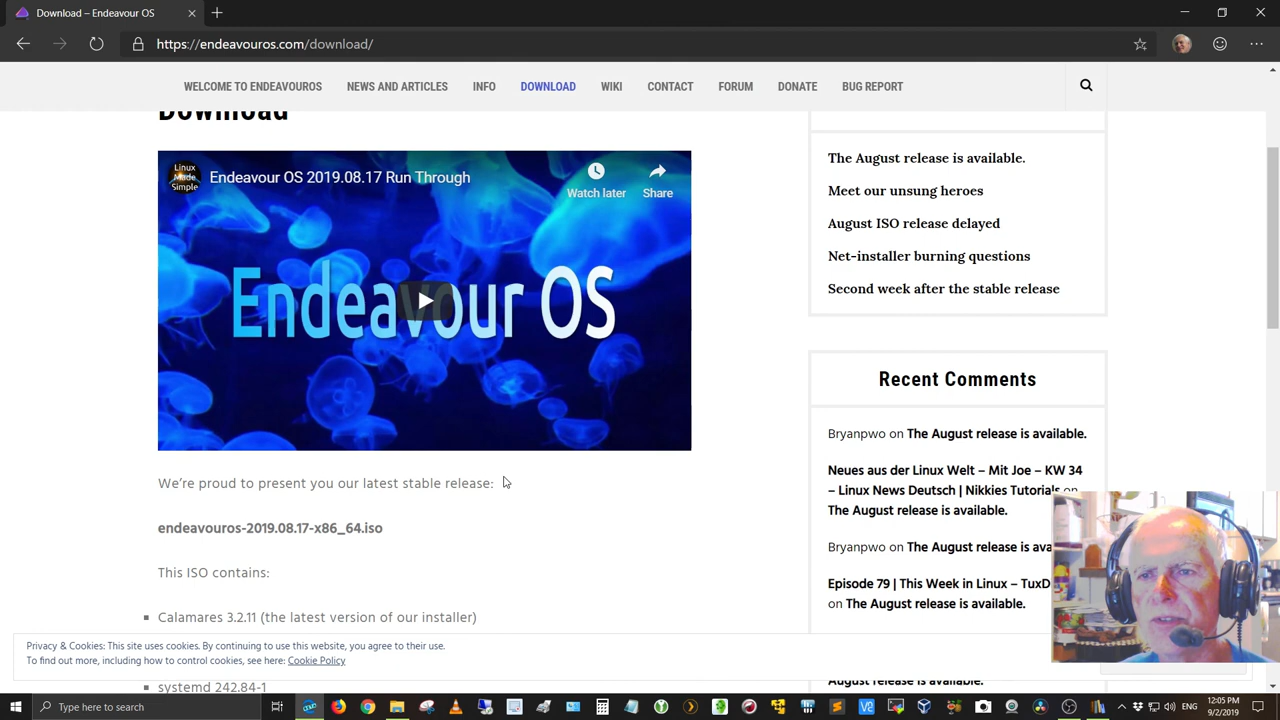 Download – Endeavour OS
https://endeavouros.com/download/
WELCOME TO ENDEAVOUROS
NEWS AND ARTICLES
INFO
DOWNLOAD
WIKI
CONTACT
FORUM
DONATE
BUG REPORT
Download
Linux
Made
Simple
Endeavour OS 2019.08.17 Run Through
Watch later
Share
Endeavour OS
We're proud to present you our latest stable release:
endeavouros-2019.08.17-x86_64.iso
This ISO contains:
Calamares 3.2.11 (the latest version of our installer)
systemd 242.84-1
The August release is available.
Meet our unsung heroes
August ISO release delayed
Net-installer burning questions
Second week after the stable release
Recent Comments
Bryanpwo on The August release is available.
Neues aus der Linux Welt – Mit Joe – KW 34
– Linux News Deutsch | Nikkies Tutorials on
The August release is available.
Bryanpwo on The August release is ava
Episode 79 | This Week in Linux – TuxD
on The August release is available.
August release is available.
Privacy & Cookies: This site uses cookies. By continuing to use this website, you agree to their use.
To find out more, including how to control cookies, see here: Cookie Policy
Type here to search
12:05 PM
9/1/2019
ENG